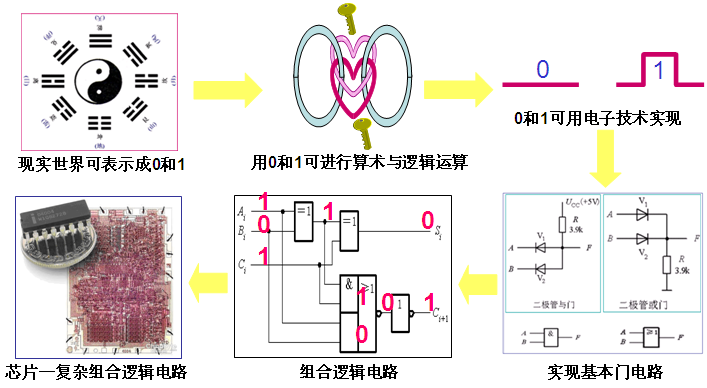 0
1
现实世界可表示成0和1
用0和1可进行算术与逻辑运算
0和1可用电子技术实现
U_CC(+5V)
R
3.9k
V₁
A
F
B
V₂
二极管与门
V₁
A
B
V₂
F
R
3.9k
二极管或门
A
B
&
F
A
B
≥1
F
实现基本门电路
A_i
1
B_i
0
C_i
1
=1
1
=1
0
S_i
&
≥1
1
0
0
1
1
C_i+1
组合逻辑电路
芯片—复杂组合逻辑电路